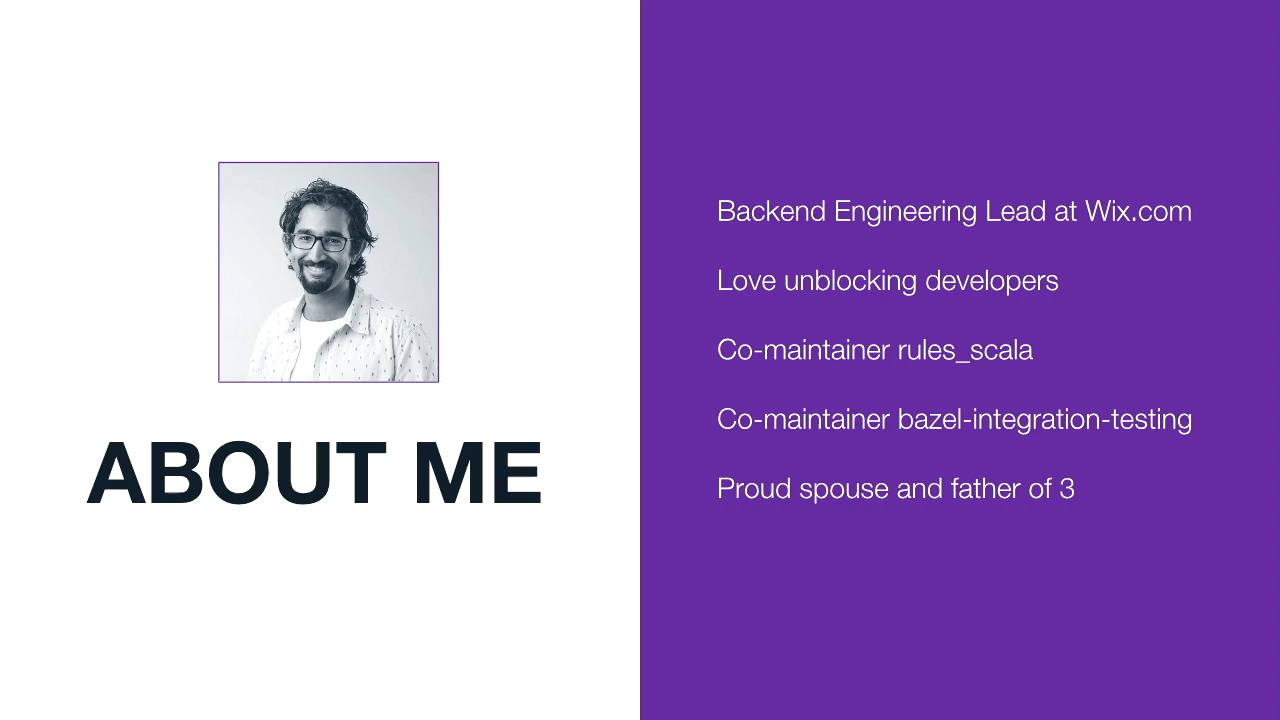 ABOUT ME
Backend Engineering Lead at Wix.com
Love unblocking developers
Co-maintainer rules_scala
Co-maintainer bazel-integration-testing
Proud spouse and father of 3